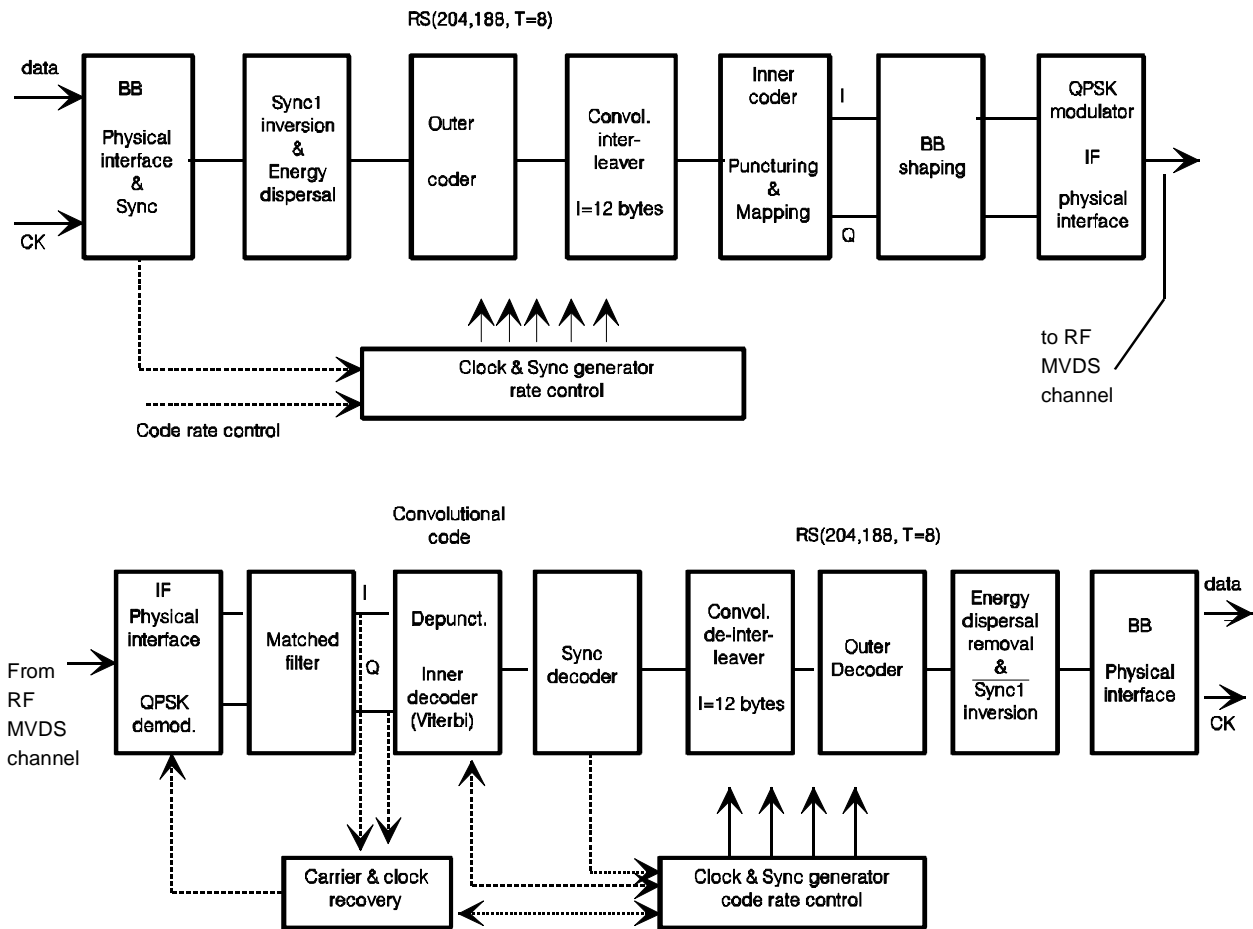 RS(204,188, T=8)
data
CK
BB
Physical
interface
&
Sync
Sync1
inversion
&
Energy
dispersal
Outer
coder
Convol.
inter-
leaver
I=12 bytes
Inner
coder
Puncturing
&
Mapping
I
Q
BB
shaping
QPSK
modulator
IF
physical
interface
to RF
MVDS
channel
Clock & Sync generator
rate control
Code rate control
Convolutional
code
RS(204,188, T=8)
From
RF
MVDS
channel
IF
Physical
interface
QPSK
demod.
Matched
filter
I
Q
Depunct.
Inner
decoder
(Viterbi)
Sync
decoder
Convol.
de-inter-
leaver
I=12 bytes
Outer
Decoder
Energy
dispersal
removal
&
Sync1
inversion
BB
Physical
interface
data
CK
Carrier & clock
recovery
Clock & Sync generator
code rate control